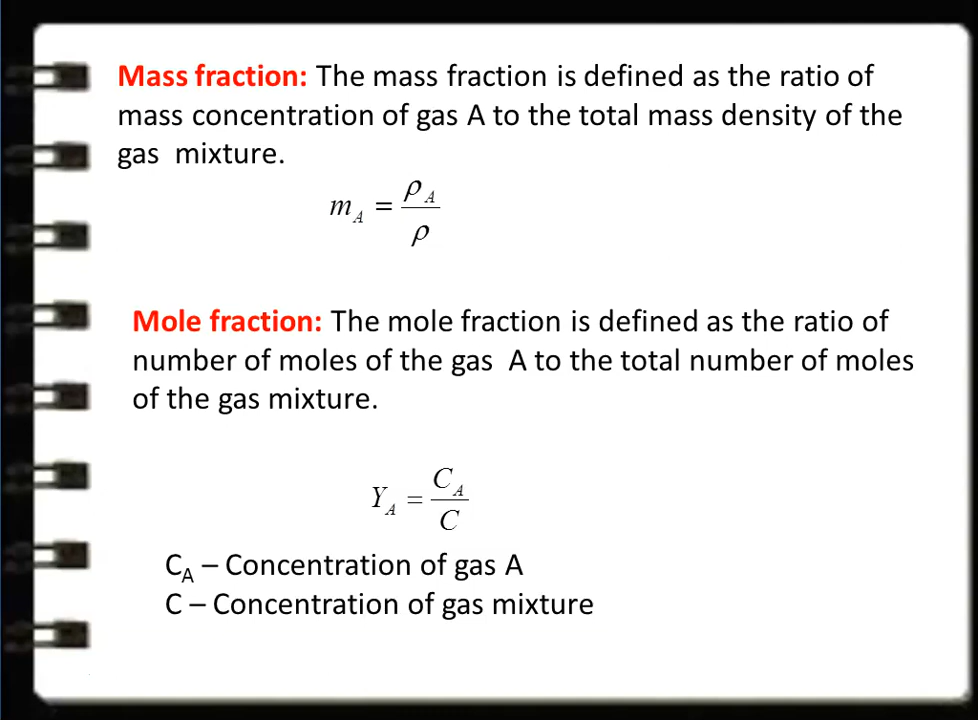 Mass fraction: The mass fraction is defined as the ratio of
mass concentration of gas A to the total mass density of the
gas mixture.
m_A = ρ_A / ρ
Mole fraction: The mole fraction is defined as the ratio of
number of moles of the gas A to the total number of moles
of the gas mixture.
Y_A = C_A / C
C_A – Concentration of gas A
C – Concentration of gas mixture